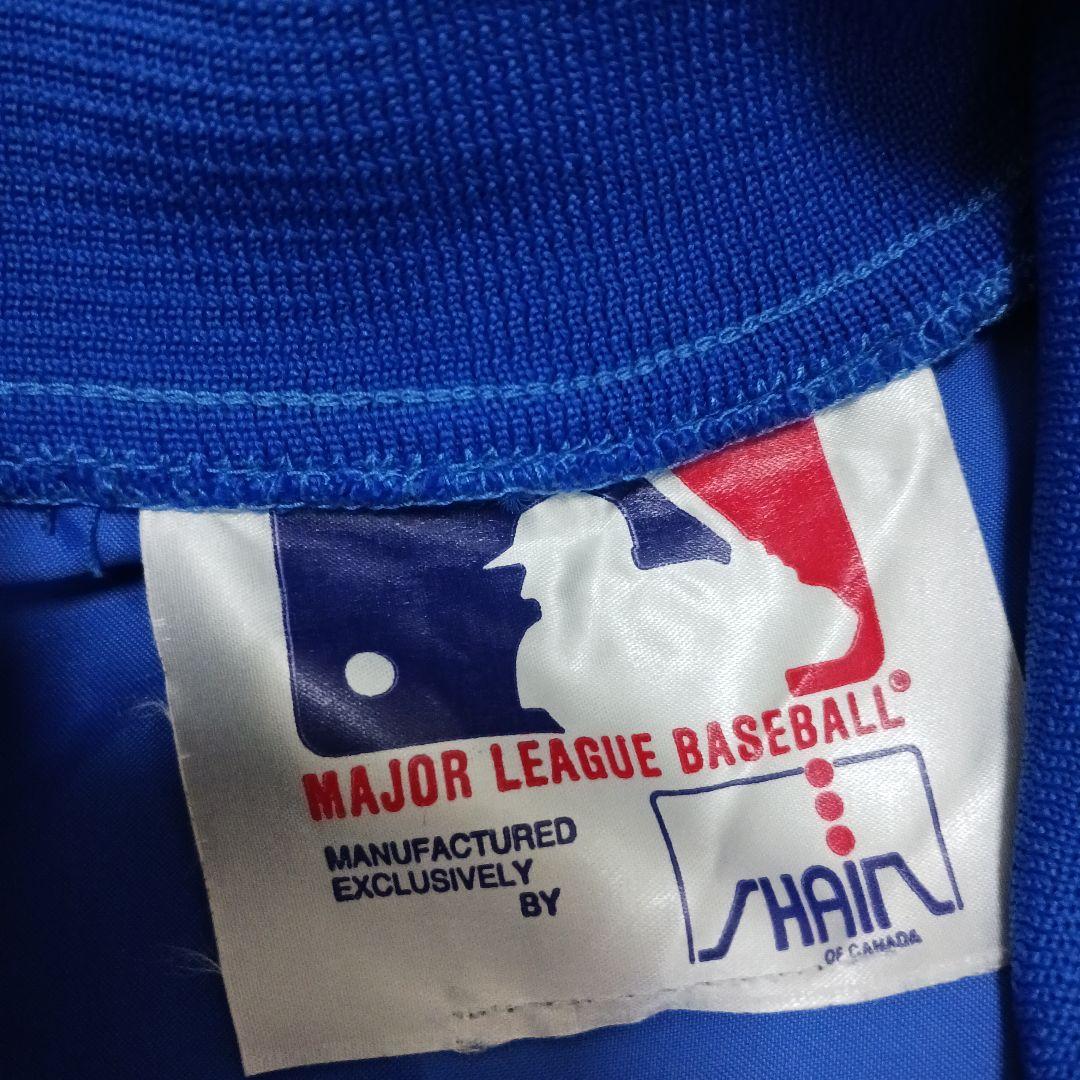 MAJOR LEAGUE BASEBALL®
MANUFACTURED
EXCLUSIVELY
BY
SHAIN
OF CANADA